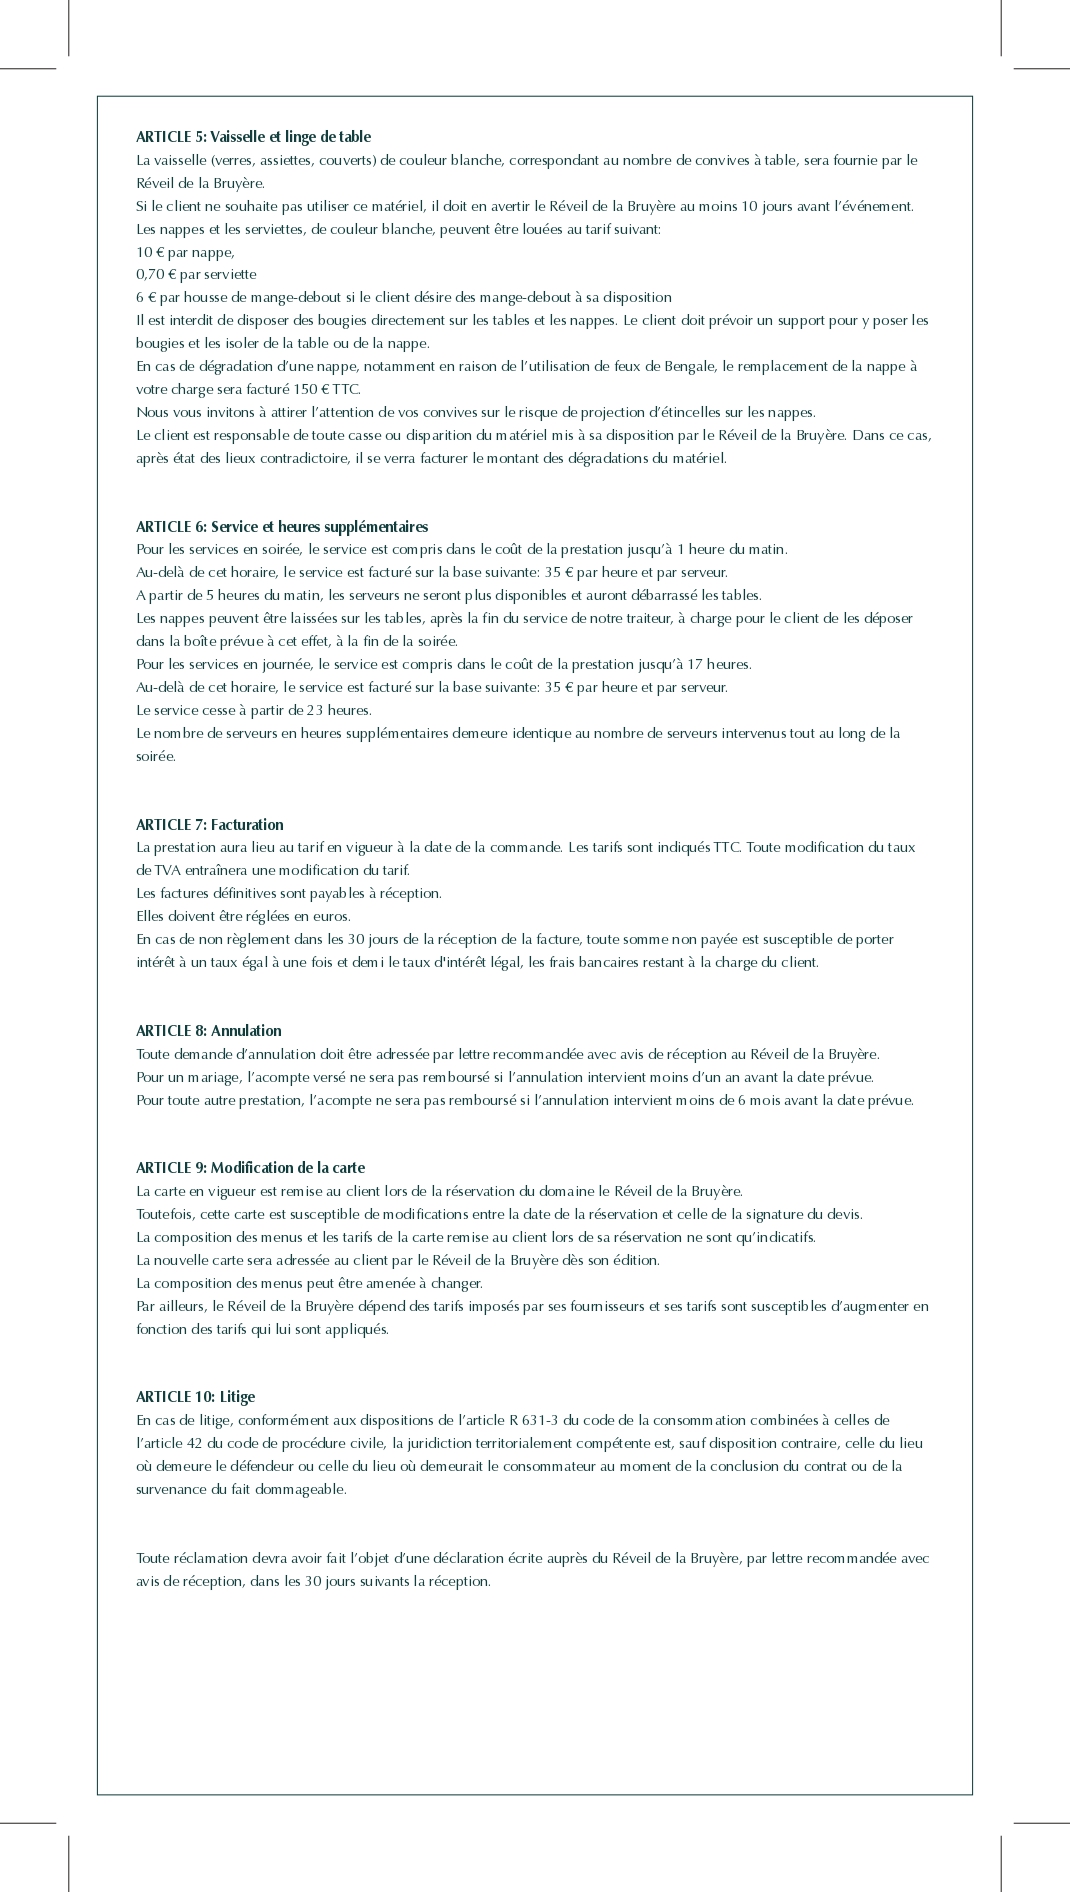 ARTICLE 5: Vaisselle et linge de table
La vaisselle (verres, assiettes, couverts) de couleur blanche, correspondant au nombre de convives à table, sera fournie par le
Réveil de la Bruyère.
Si le client ne souhaite pas utiliser ce matériel, il doit en avertir le Réveil de la Bruyère au moins 10 jours avant l’événement.
Les nappes et les serviettes, de couleur blanche, peuvent être louées au tarif suivant:
10 € par nappe,
0,70 € par serviette
6 € par housse de mange-debout si le client désire des mange-debout à sa disposition
Il est interdit de disposer des bougies directement sur les tables et les nappes. Le client doit prévoir un support pour y poser les
bougies et les isoler de la table ou de la nappe.
En cas de dégradation d’une nappe, notamment en raison de l’utilisation de feux de Bengale, le remplacement de la nappe à
votre charge sera facturé 150 € TTC.
Nous vous invitons à attirer l’attention de vos convives sur le risque de projection d’étincelles sur les nappes.
Le client est responsable de toute casse ou disparition du matériel mis à sa disposition par le Réveil de la Bruyère. Dans ce cas,
après état des lieux contradictoire, il se verra facturer le montant des dégradations du matériel.
ARTICLE 6: Service et heures supplémentaires
Pour les services en soirée, le service est compris dans le coût de la prestation jusqu’à 1 heure du matin.
Au-delà de cet horaire, le service est facturé sur la base suivante: 35 € par heure et par serveur.
A partir de 5 heures du matin, les serveurs ne seront plus disponibles et auront débarrassé les tables.
Les nappes peuvent être laissées sur les tables, après la fin du service de notre traiteur, à charge pour le client de les déposer
dans la boîte prévue à cet effet, à la fin de la soirée.
Pour les services en journée, le service est compris dans le coût de la prestation jusqu’à 17 heures.
Au-delà de cet horaire, le service est facturé sur la base suivante: 35 € par heure et par serveur.
Le service cesse à partir de 23 heures.
Le nombre de serveurs en heures supplémentaires demeure identique au nombre de serveurs intervenus tout au long de la
soirée.
ARTICLE 7: Facturation
La prestation aura lieu au tarif en vigueur à la date de la commande. Les tarifs sont indiqués TTC. Toute modification du taux
de TVA entraînera une modification du tarif.
Les factures définitives sont payables à réception.
Elles doivent être réglées en euros.
En cas de non règlement dans les 30 jours de la réception de la facture, toute somme non payée est susceptible de porter
intérêt à un taux égal à une fois et demi le taux d'intérêt légal, les frais bancaires restant à la charge du client.
ARTICLE 8: Annulation
Toute demande d’annulation doit être adressée par lettre recommandée avec avis de réception au Réveil de la Bruyère.
Pour un mariage, l’acompte versé ne sera pas remboursé si l’annulation intervient moins d’un an avant la date prévue.
Pour toute autre prestation, l’acompte ne sera pas remboursé si l’annulation intervient moins de 6 mois avant la date prévue.
ARTICLE 9: Modification de la carte
La carte en vigueur est remise au client lors de la réservation du domaine le Réveil de la Bruyère.
Toutefois, cette carte est susceptible de modifications entre la date de la réservation et celle de la signature du devis.
La composition des menus et les tarifs de la carte remise au client lors de sa réservation ne sont qu’indicatifs.
La nouvelle carte sera adressée au client par le Réveil de la Bruyère dès son édition.
La composition des menus peut être amenée à changer.
Par ailleurs, le Réveil de la Bruyère dépend des tarifs imposés par ses fournisseurs et ses tarifs sont susceptibles d’augmenter en
fonction des tarifs qui lui sont appliqués.
ARTICLE 10: Litige
En cas de litige, conformément aux dispositions de l’article R 631-3 du code de la consommation combinées à celles de
l’article 42 du code de procédure civile, la juridiction territorialement compétente est, sauf disposition contraire, celle du lieu
où demeure le défendeur ou celle du lieu où demeurait le consommateur au moment de la conclusion du contrat ou de la
survenance du fait dommageable.
Toute réclamation devra avoir fait l’objet d’une déclaration écrite auprès du Réveil de la Bruyère, par lettre recommandée avec
avis de réception, dans les 30 jours suivants la réception.